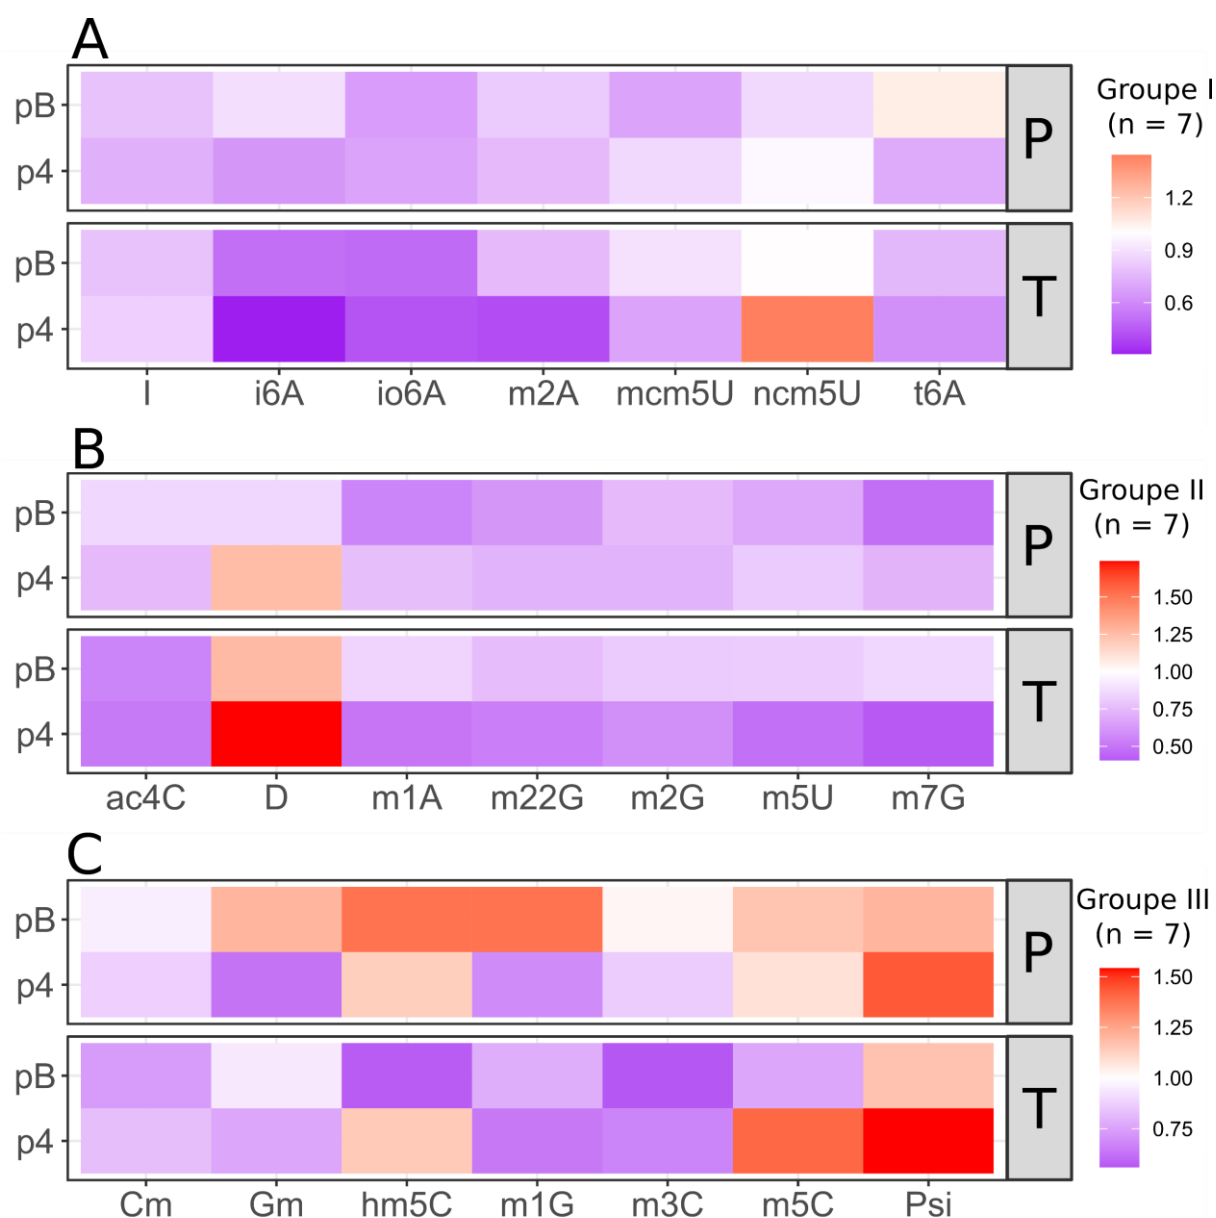 A
pB
p4
P
pB
p4
T
I i6A io6A m2A mcm5U ncm5U t6A
Groupe I
(n = 7)
1.2
0.9
0.6
B
pB
p4
P
pB
p4
T
ac4C D m1A m22G m2G m5U m7G
Groupe II
(n = 7)
1.50
1.25
1.00
0.75
0.50
C
pB
p4
P
pB
p4
T
Cm Gm hm5C m1G m3C m5C Psi
Groupe III
(n = 7)
1.50
1.25
1.00
0.75